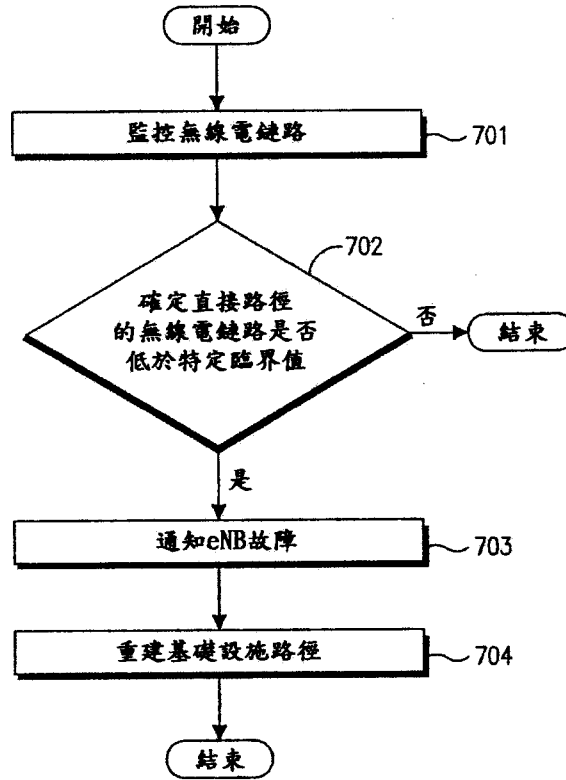 開始
監控無線電鏈路
701
702
確定直接路徑
的無線電鏈路是否
低於特定臨界值
否
結束
是
通知eNB故障
703
重建基礎設施路徑
704
結束